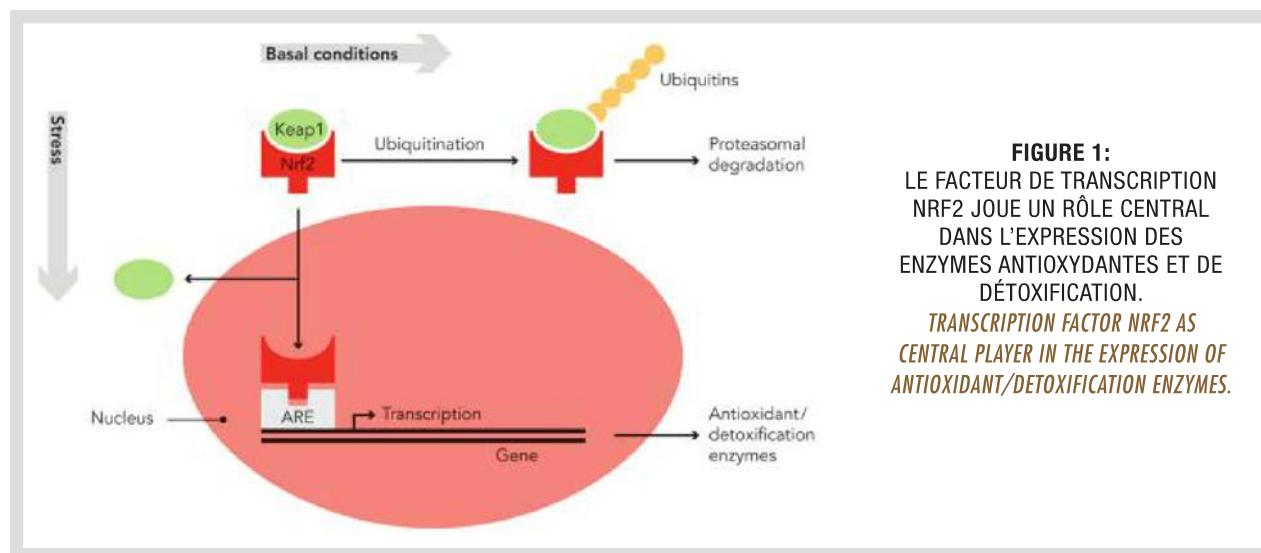 Basal conditions
Stress
Ubiquitins
Keap1
Nrf2
Ubiquitination
Proteasomal
degradation
Nucleus
ARE
Transcription
Gene
Antioxidant/
detoxification
enzymes
FIGURE 1:
LE FACTEUR DE TRANSCRIPTION
NRF2 JOUE UN RÔLE CENTRAL
DANS L’EXPRESSION DES
ENZYMES ANTIOXYDANTES ET DE
DÉTOXIFICATION.
TRANSCRIPTION FACTOR NRF2 AS
CENTRAL PLAYER IN THE EXPRESSION OF
ANTIOXIDANT/DETOXIFICATION ENZYMES.